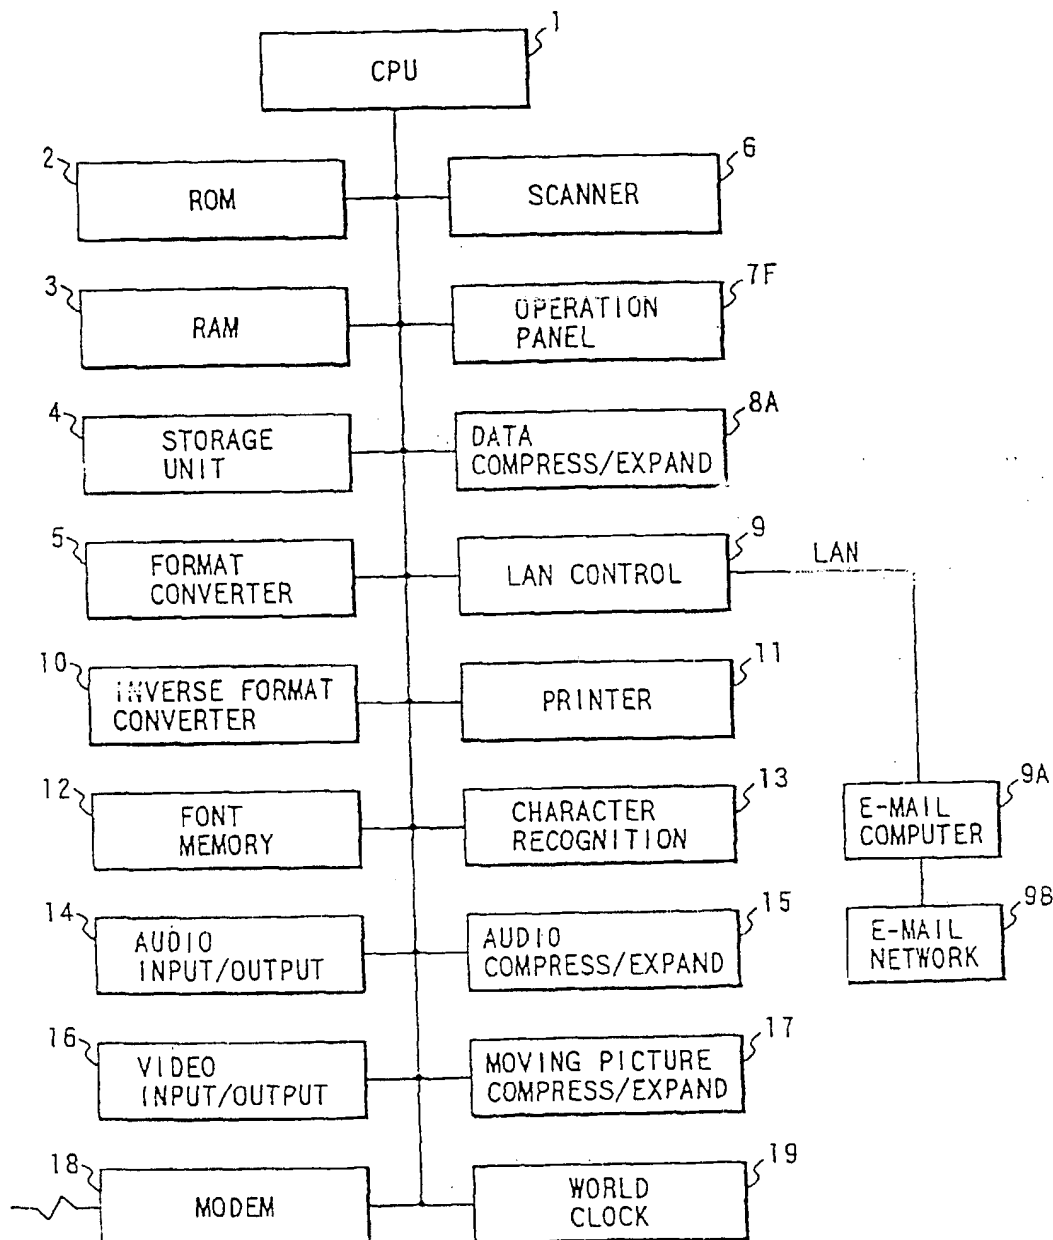 1
CPU
2
ROM
6
SCANNER
3
RAM
7F
OPERATION
PANEL
4
STORAGE
UNIT
8A
DATA
COMPRESS/EXPAND
5
FORMAT
CONVERTER
9
LAN CONTROL
LAN
10
INVERSE FORMAT
CONVERTER
11
PRINTER
12
FONT
MEMORY
13
CHARACTER
RECOGNITION
9A
E-MAIL
COMPUTER
14
AUDIO
INPUT/OUTPUT
15
AUDIO
COMPRESS/EXPAND
9B
E-MAIL
NETWORK
16
VIDEO
INPUT/OUTPUT
17
MOVING PICTURE
COMPRESS/EXPAND
18
MODEM
19
WORLD
CLOCK